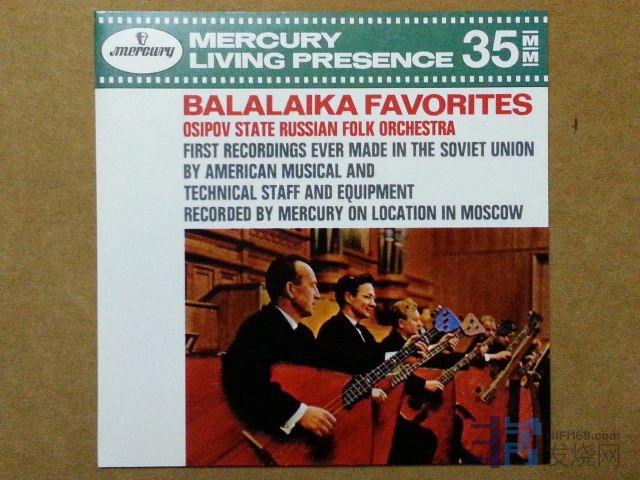 mercury
MERCURY
LIVING PRESENCE
35
MM
BALALAIKA FAVORITES
OSIPOV STATE RUSSIAN FOLK ORCHESTRA
FIRST RECORDINGS EVER MADE IN THE SOVIET UNION
BY AMERICAN MUSICAL AND
TECHNICAL STAFF AND EQUIPMENT
RECORDED BY MERCURY ON LOCATION IN MOSCOW
HIFI168.com
发烧网